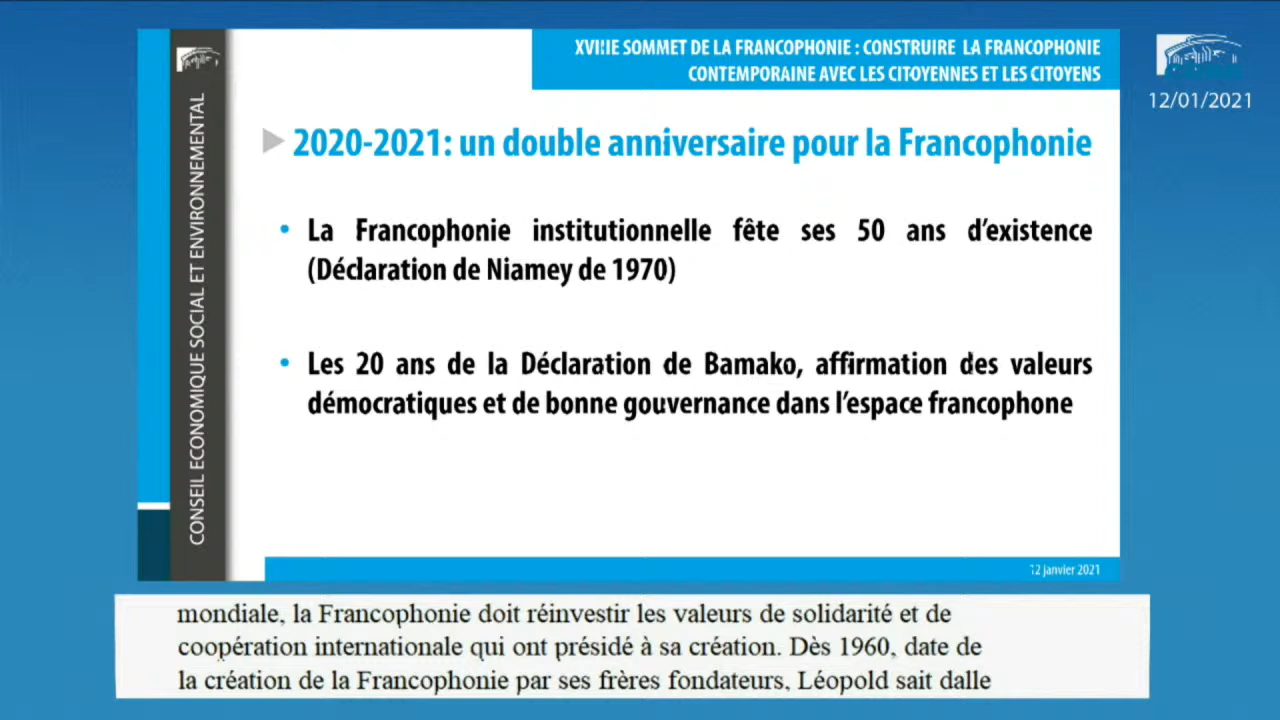 XVIIIE SOMMET DE LA FRANCOPHONIE : CONSTRUIRE LA FRANCOPHONIE
CONTEMPORAINE AVEC LES CITOYENNES ET LES CITOYENS
12/01/2021
CONSEIL ECONOMIQUE SOCIAL ET ENVIRONNEMENTAL
2020-2021: un double anniversaire pour la Francophonie
• La Francophonie institutionnelle fête ses 50 ans d'existence
(Déclaration de Niamey de 1970)
• Les 20 ans de la Déclaration de Bamako, affirmation des valeurs
démocratiques et de bonne gouvernance dans l'espace francophone
12 janvier 2021
mondiale, la Francophonie doit réinvestir les valeurs de solidarité et de
coopération internationale qui ont présidé à sa création. Dès 1960, date de
la création de la Francophonie par ses frères fondateurs, Léopold sait dalle